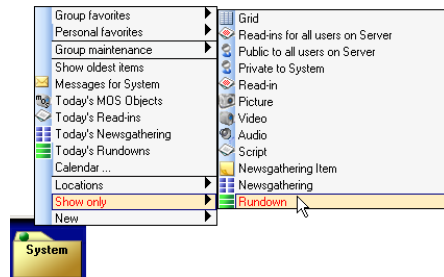 Group favorites
Personal favorites
Group maintenance
Show oldest items
Messages for System
Today's MOS Objects
Today's Read-ins
Today's Newsgathering
Today's Rundowns
Calendar ...
Locations
Show only
New
Grid
Read-ins for all users on Server
Public to all users on Server
Private to System
Read-in
Picture
Video
Audio
Script
Newsgathering Item
Newsgathering
Rundown
System